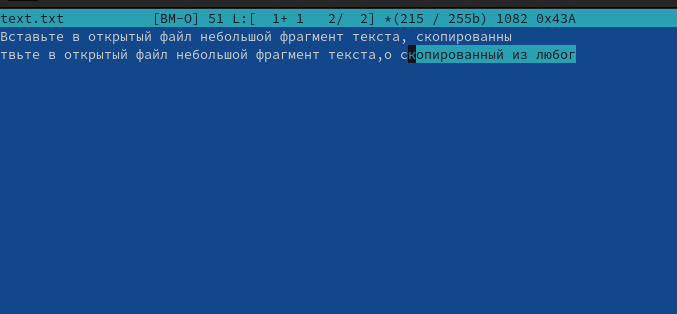 text.txt [BM-O] 51 L:[ 1+ 1 2/ 2] *(215 / 255b) 1082 0x43A
Вставьте в открытый файл небольшой фрагмент текста, скопированны
твьте в открытый файл небольшой фрагмент текста,о скопированный из любог